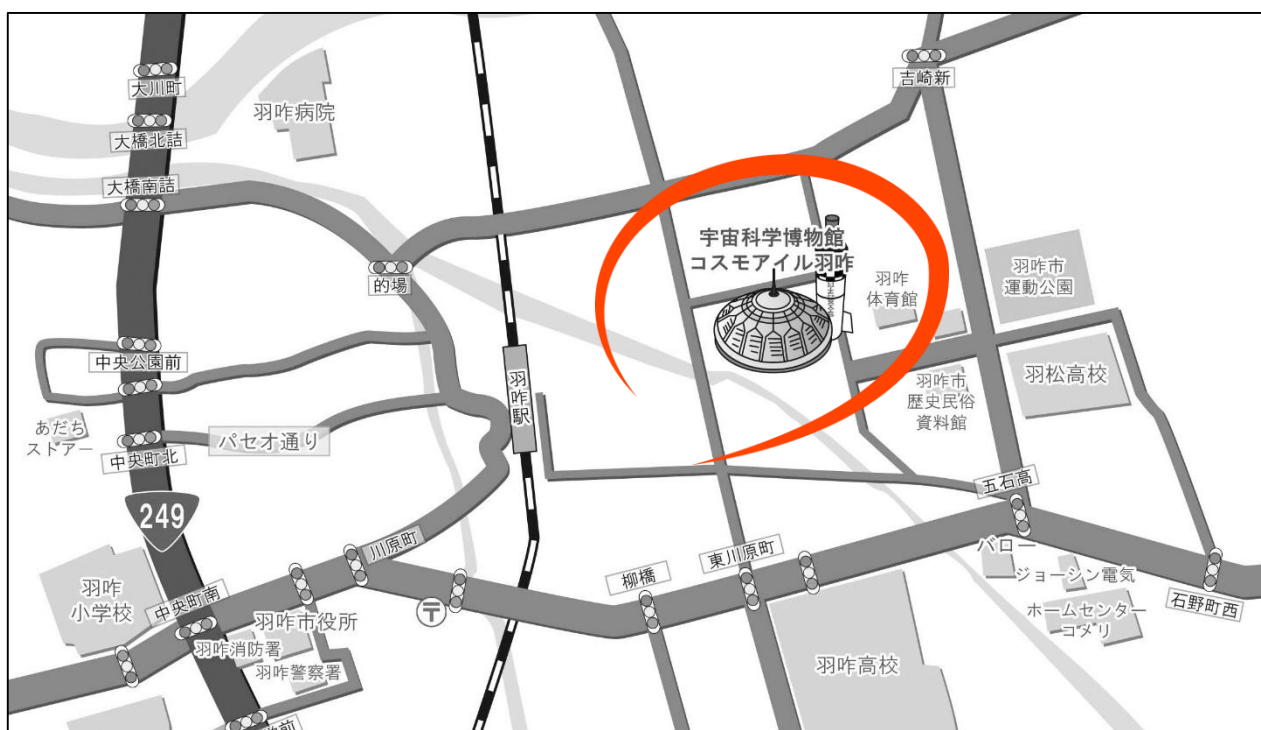 大川町
大橋北詰
大橋南詰
羽咋病院
吉崎新
的場
宇宙科学博物館
コスモアイル羽咋
羽咋
体育館
羽咋市
運動公園
中央公園前
羽咋駅
羽咋市
歴史民俗
資料館
羽松高校
あだち
ストアー
中央町北
パセオ通り
249
川原町
五石高
柳橋
東川原町
バロー
ジョーシン電気
石野町西
ホームセンター
コメリ
羽咋
小学校
中央町南
羽咋市役所
羽咋消防署
羽咋警察署
〒
羽咋高校